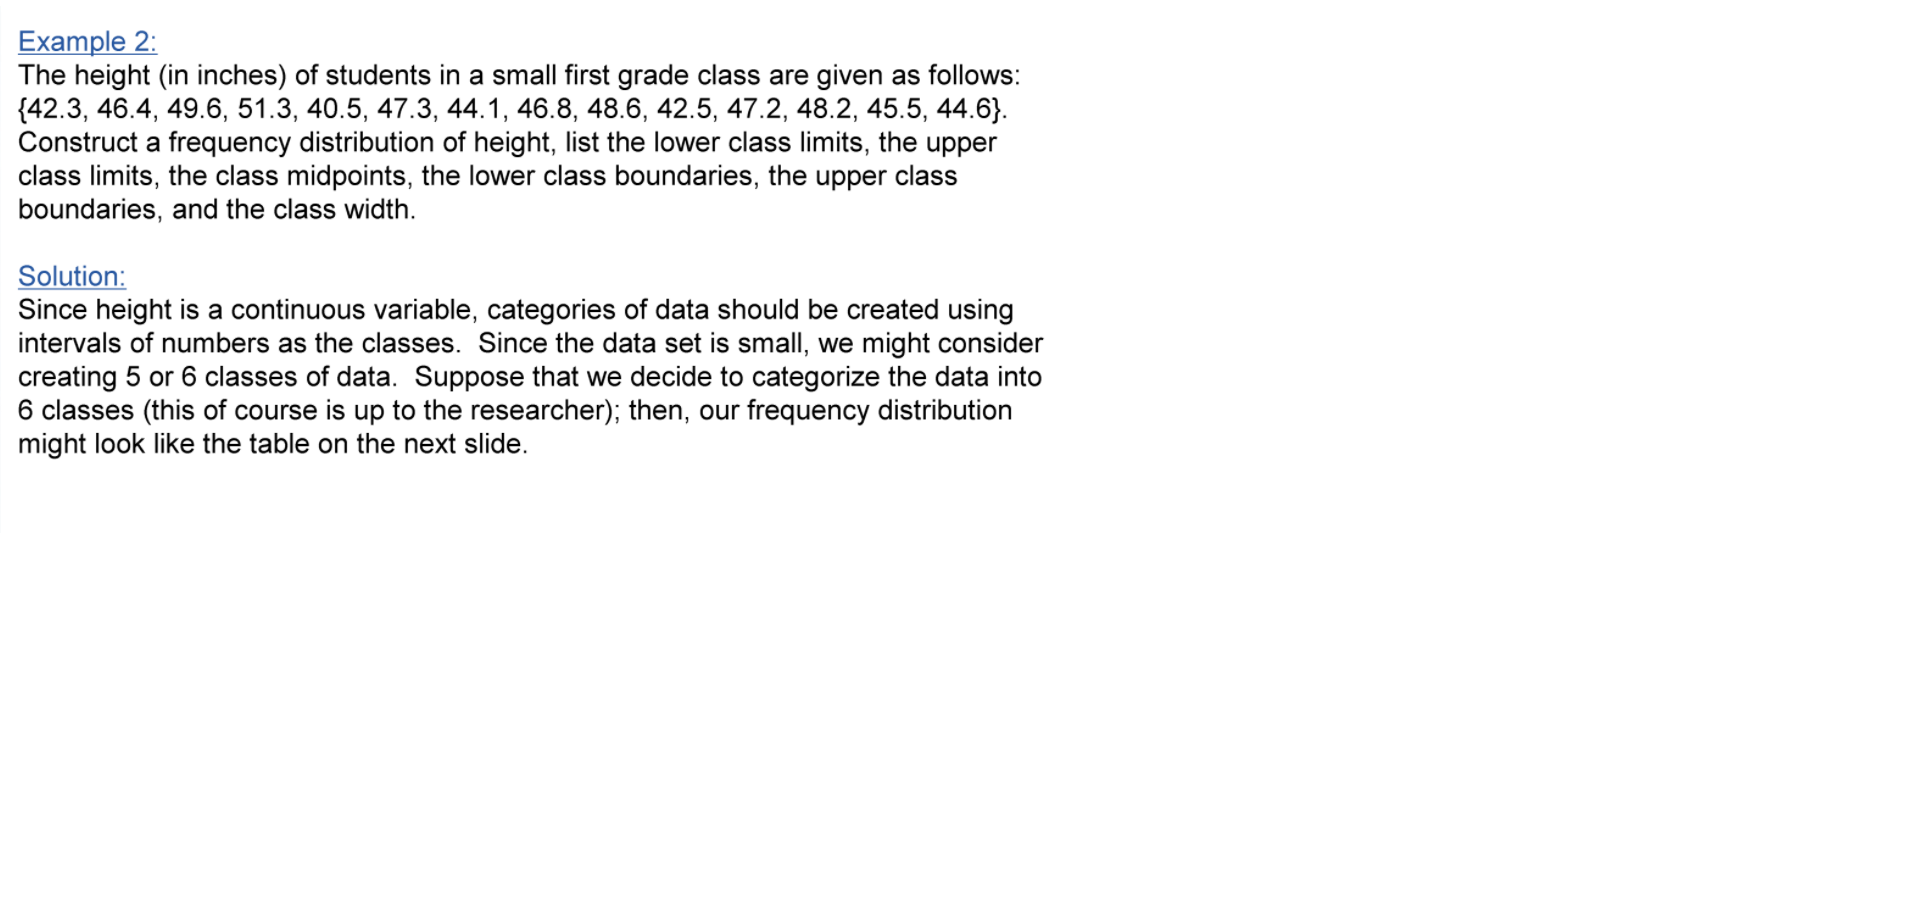 Example 2:
The height (in inches) of students in a small first grade class are given as follows:
{42.3, 46.4, 49.6, 51.3, 40.5, 47.3, 44.1, 46.8, 48.6, 42.5, 47.2, 48.2, 45.5, 44.6}.
Construct a frequency distribution of height, list the lower class limits, the upper
class limits, the class midpoints, the lower class boundaries, the upper class
boundaries, and the class width.
Solution:
Since height is a continuous variable, categories of data should be created using
intervals of numbers as the classes.  Since the data set is small, we might consider
creating 5 or 6 classes of data.  Suppose that we decide to categorize the data into
6 classes (this of course is up to the researcher); then, our frequency distribution
might look like the table on the next slide.